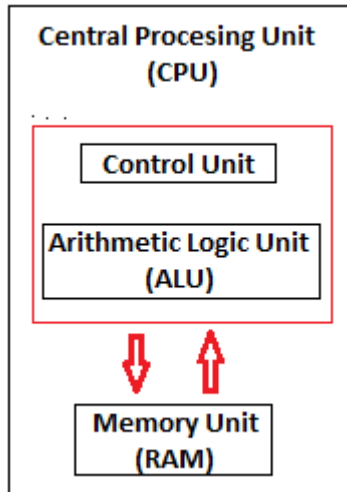 Central Procesing Unit
(CPU)
. . .
Control Unit
Arithmetic Logic Unit
(ALU)
Memory Unit
(RAM)